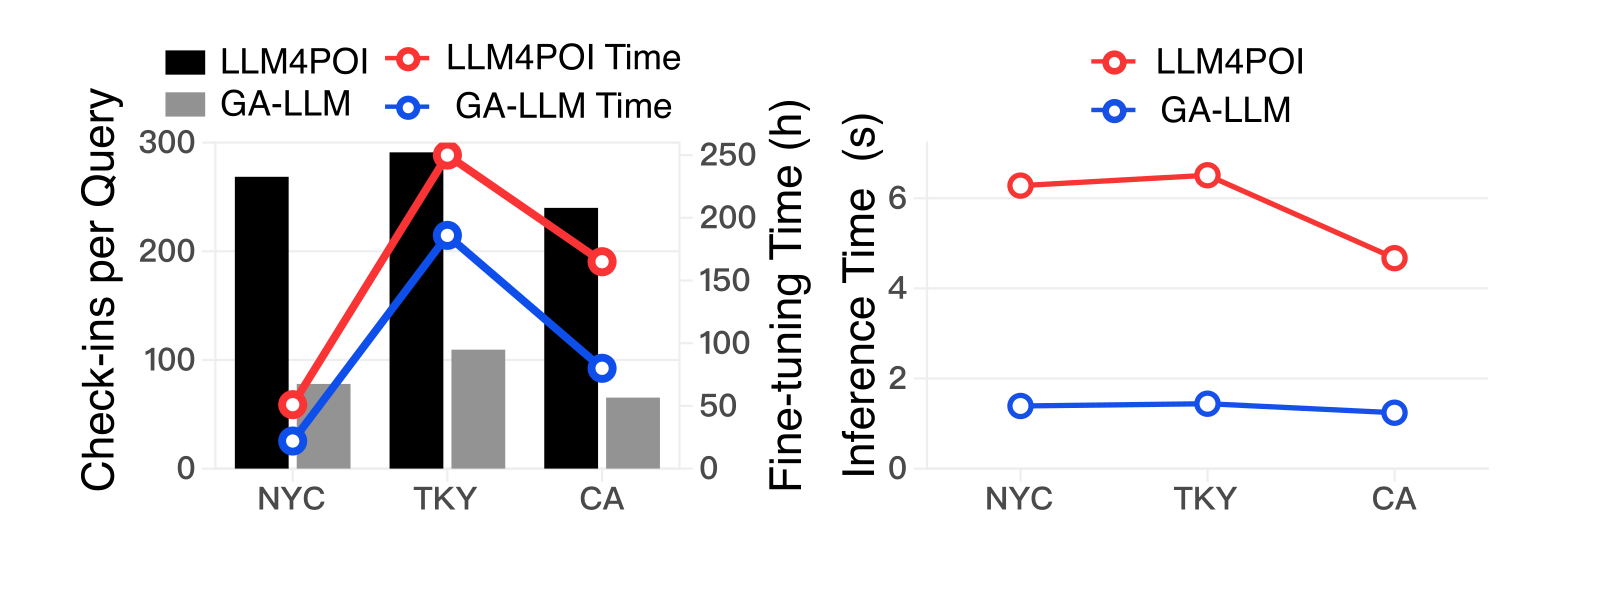 LLM4POI
LLM4POI Time
GA-LLM
GA-LLM Time
Check-ins per Query
300
200
100
0
250
200
150
100
50
0
Fine-tuning Time (h)
NYC
TKY
CA
LLM4POI
GA-LLM
Inference Time (s)
6
4
2
0
NYC
TKY
CA